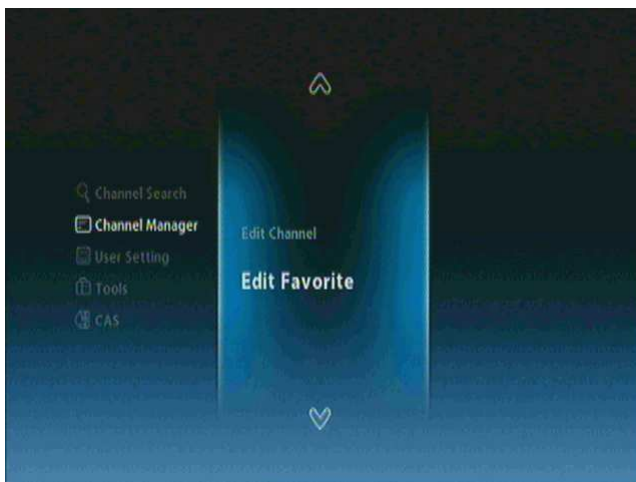 Channel Search
Channel Manager
User Setting
Tools
CAS
Edit Channel
Edit Favorite